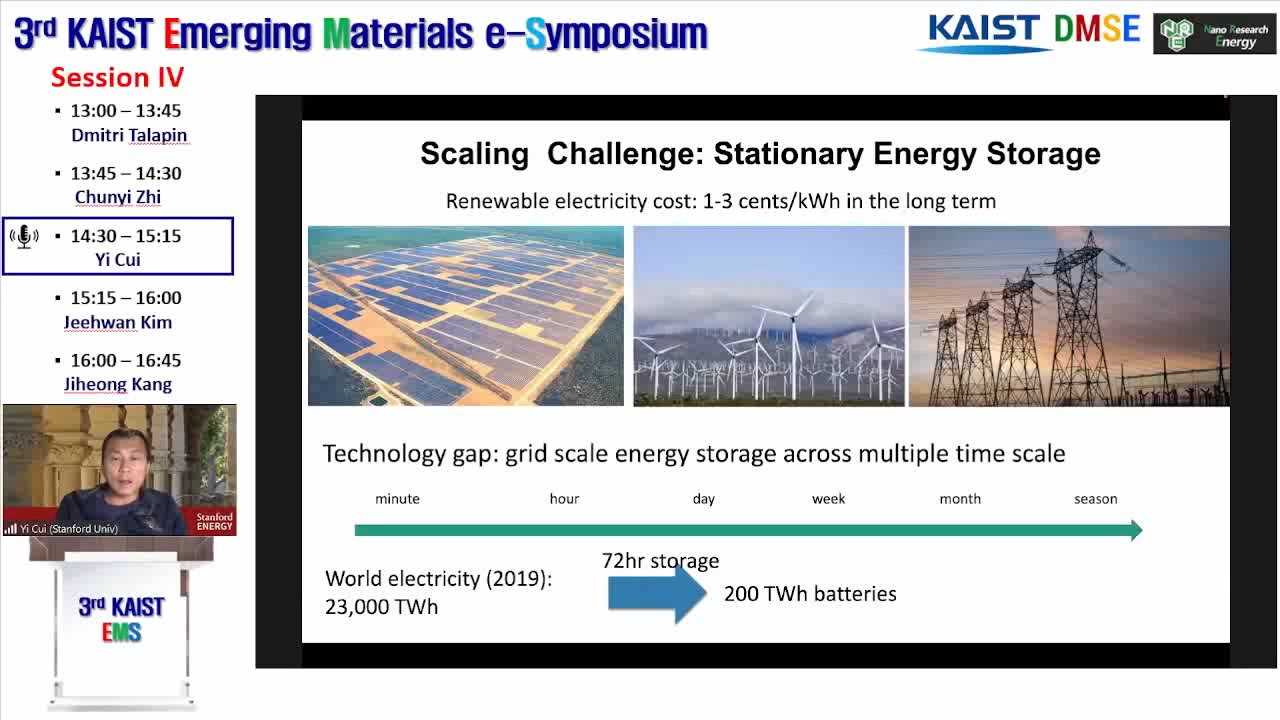 3rd KAIST Emerging Materials e-Symposium
KAIST DMSE
NRE Nano Research Energy
Session IV
▪ 13:00 – 13:45
Dmitri Talapin
▪ 13:45 – 14:30
Chunyi Zhi
▪ 14:30 – 15:15
Yi Cui
▪ 15:15 – 16:00
Jeehwan Kim
▪ 16:00 – 16:45
Jiheong Kang
Stanford
ENERGY
Yi Cui (Stanford Univ)
3rd KAIST
EMS
Scaling Challenge: Stationary Energy Storage
Renewable electricity cost: 1-3 cents/kWh in the long term
Technology gap: grid scale energy storage across multiple time scale
minute hour day week month season
72hr storage
World electricity (2019):
23,000 TWh
200 TWh batteries